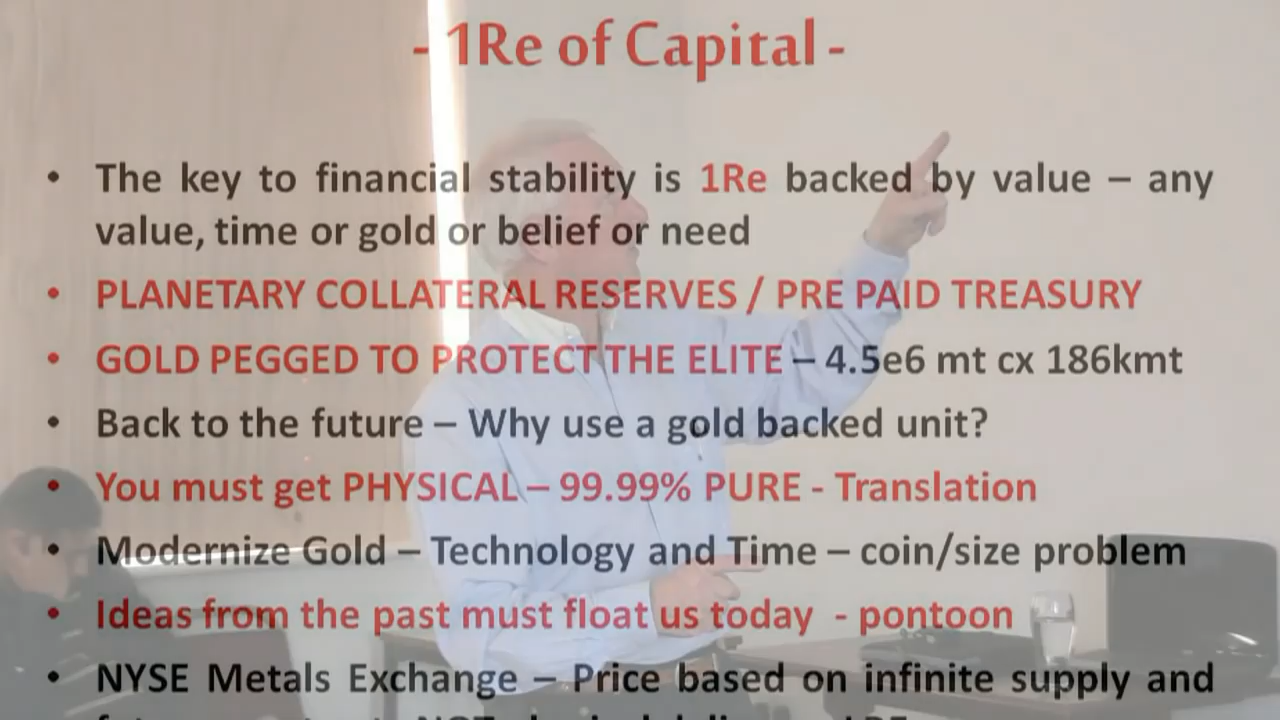 - 1Re of Capital -
• The key to financial stability is 1Re backed by value – any
value, time or gold or belief or need
• PLANETARY COLLATERAL RESERVES / PRE PAID TREASURY
• GOLD PEGGED TO PROTECT THE ELITE – 4.5e6 mt cx 186kmt
• Back to the future – Why use a gold backed unit?
• You must get PHYSICAL – 99.99% PURE - Translation
• Modernize Gold – Technology and Time – coin/size problem
• Ideas from the past must float us today - pontoon
• NYSE Metals Exchange – Price based on infinite supply and